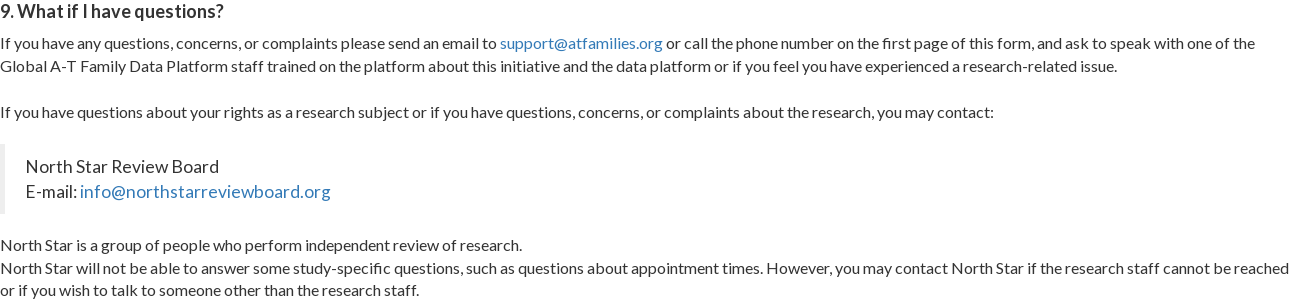 9. What if I have questions?
If you have any questions, concerns, or complaints please send an email to support@atfamilies.org or call the phone number on the first page of this form, and ask to speak with one of the
Global A-T Family Data Platform staff trained on the platform about this initiative and the data platform or if you feel you have experienced a research-related issue.
If you have questions about your rights as a research subject or if you have questions, concerns, or complaints about the research, you may contact:
North Star Review Board
E-mail: info@northstarreviewboard.org
North Star is a group of people who perform independent review of research.
North Star will not be able to answer some study-specific questions, such as questions about appointment times. However, you may contact North Star if the research staff cannot be reached
or if you wish to talk to someone other than the research staff.